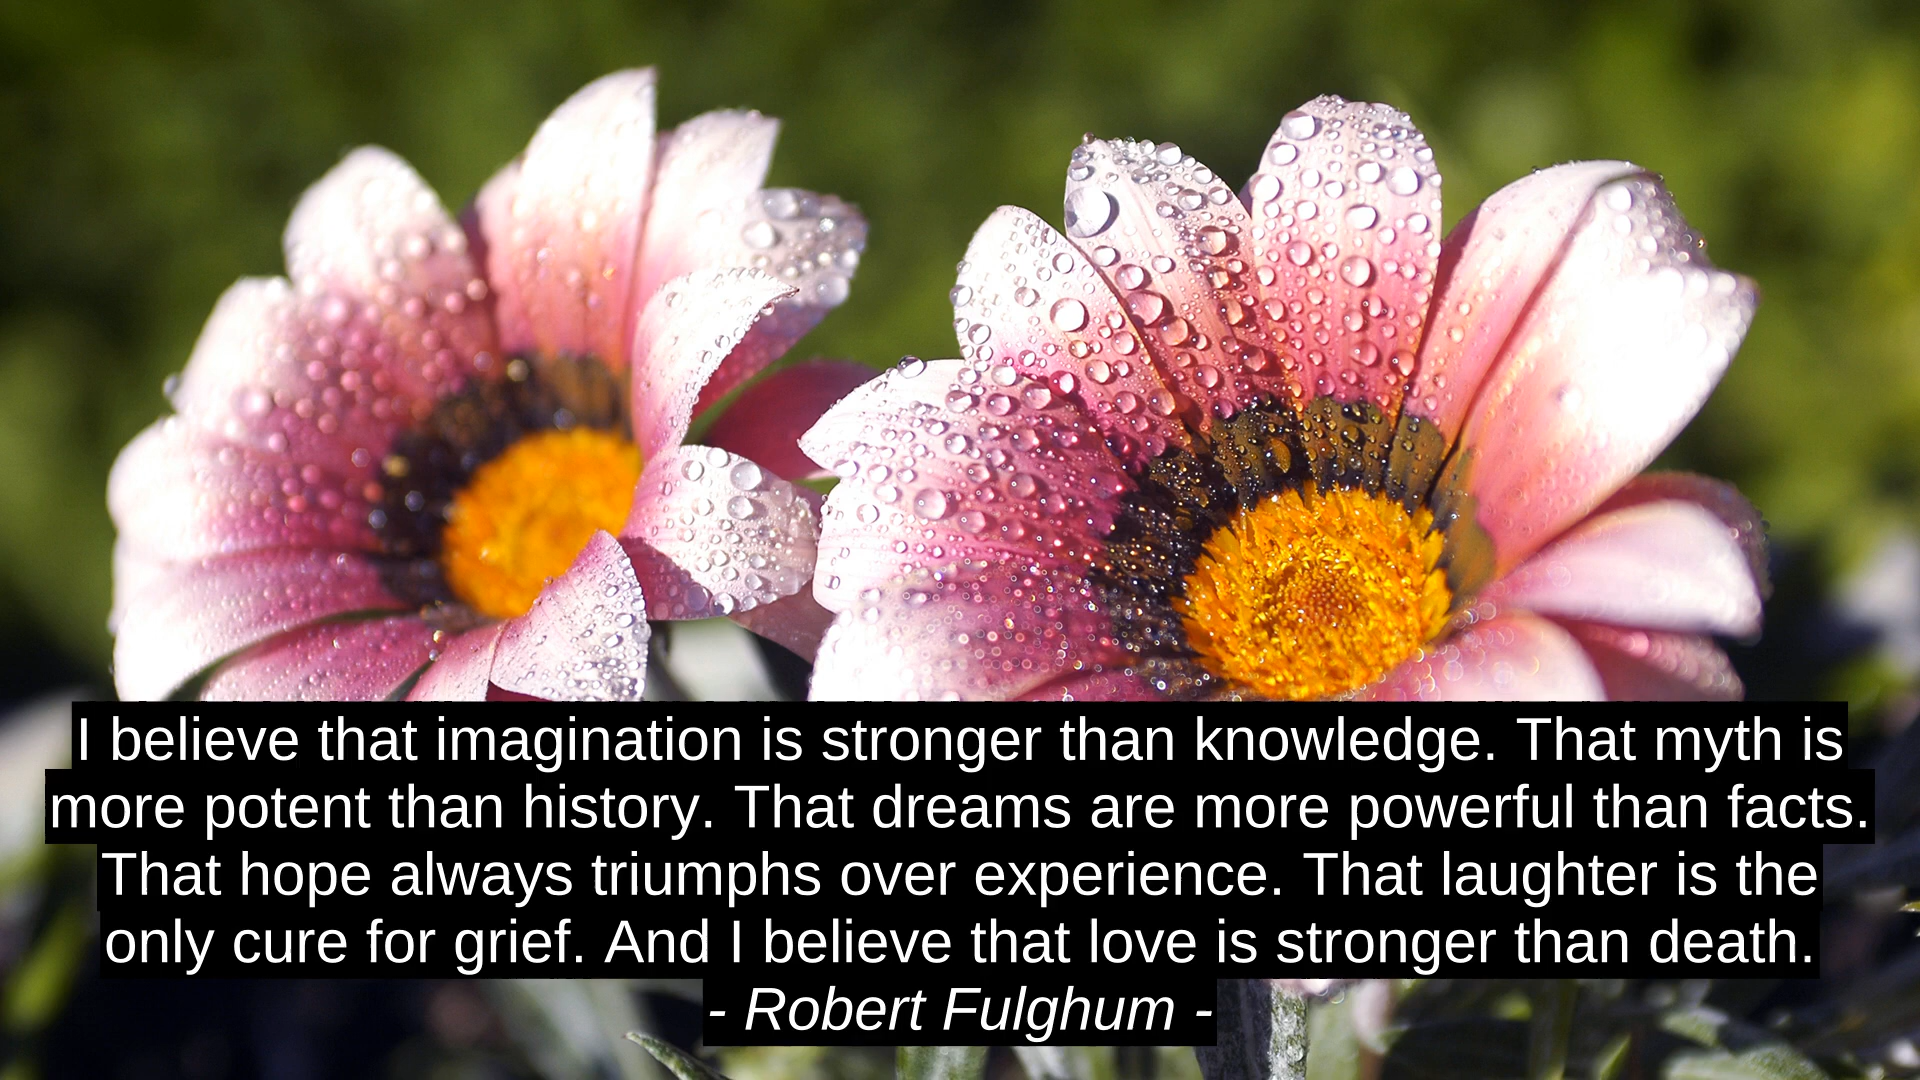 I believe that imagination is stronger than knowledge. That myth is
more potent than history. That dreams are more powerful than facts.
That hope always triumphs over experience. That laughter is the
only cure for grief. And I believe that love is stronger than death.
- Robert Fulghum -